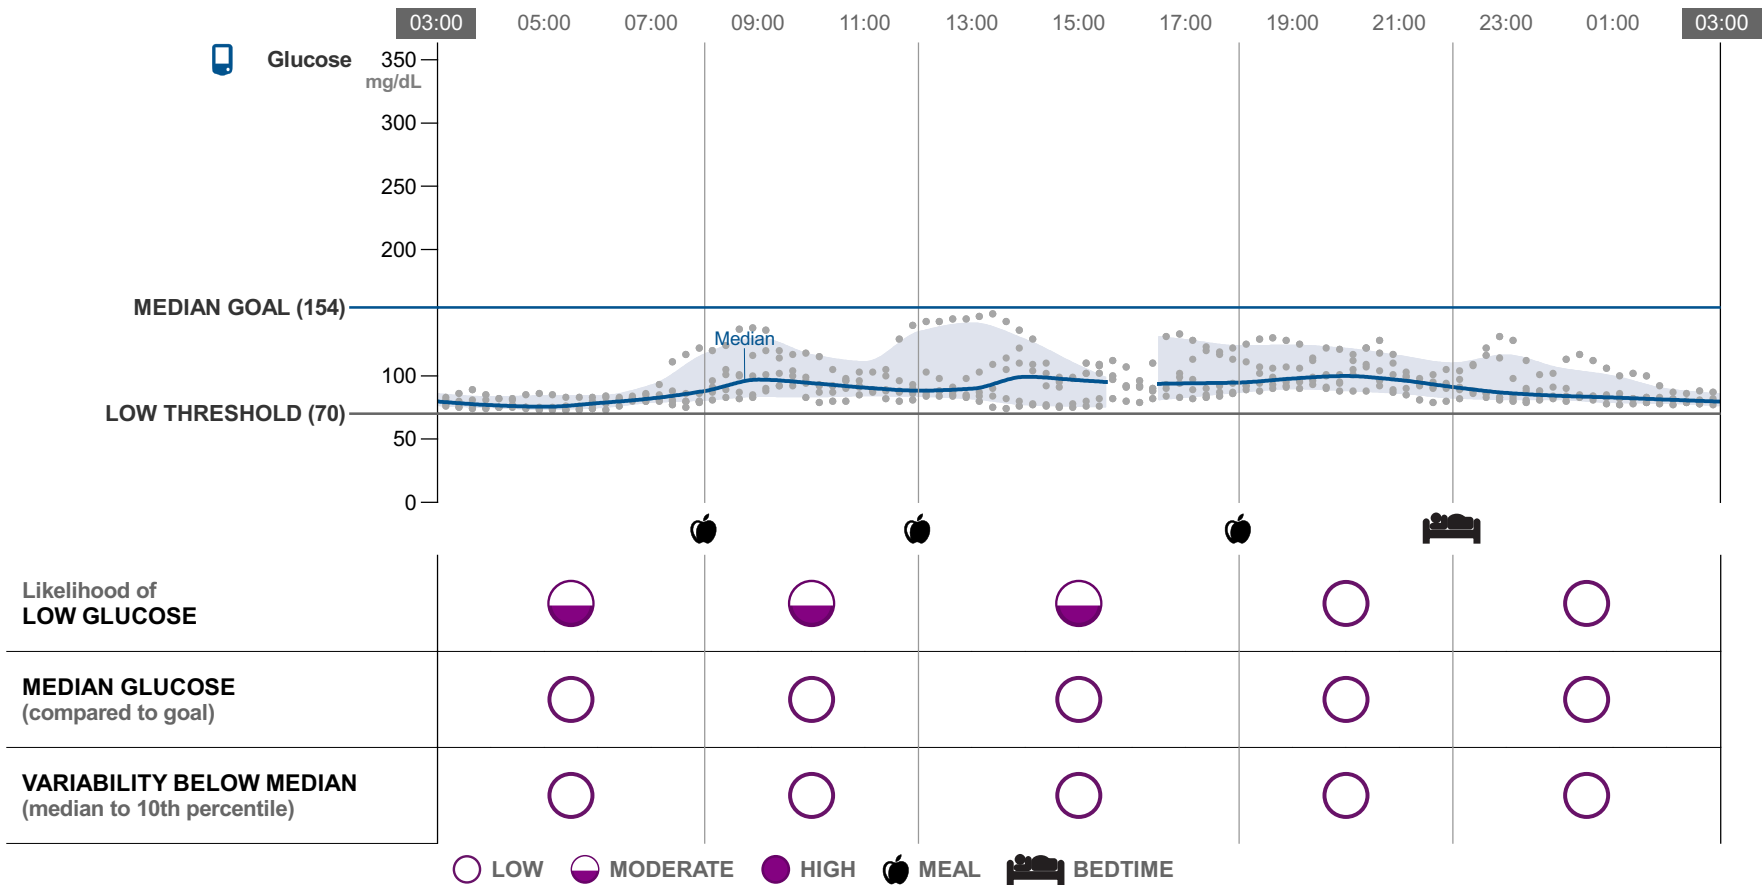 03:00 05:00 07:00 09:00 11:00 13:00 15:00 17:00 19:00 21:00 23:00 01:00 03:00
Glucose 350
mg/dL
300
250
200
Median
MEDIAN GOAL (154)
100
LOW THRESHOLD (70)
50
0
Likelihood of
LOW GLUCOSE
MEDIAN GLUCOSE
(compared to goal)
VARIABILITY BELOW MEDIAN
(median to 10th percentile)
LOW MODERATE HIGH MEAL BEDTIME